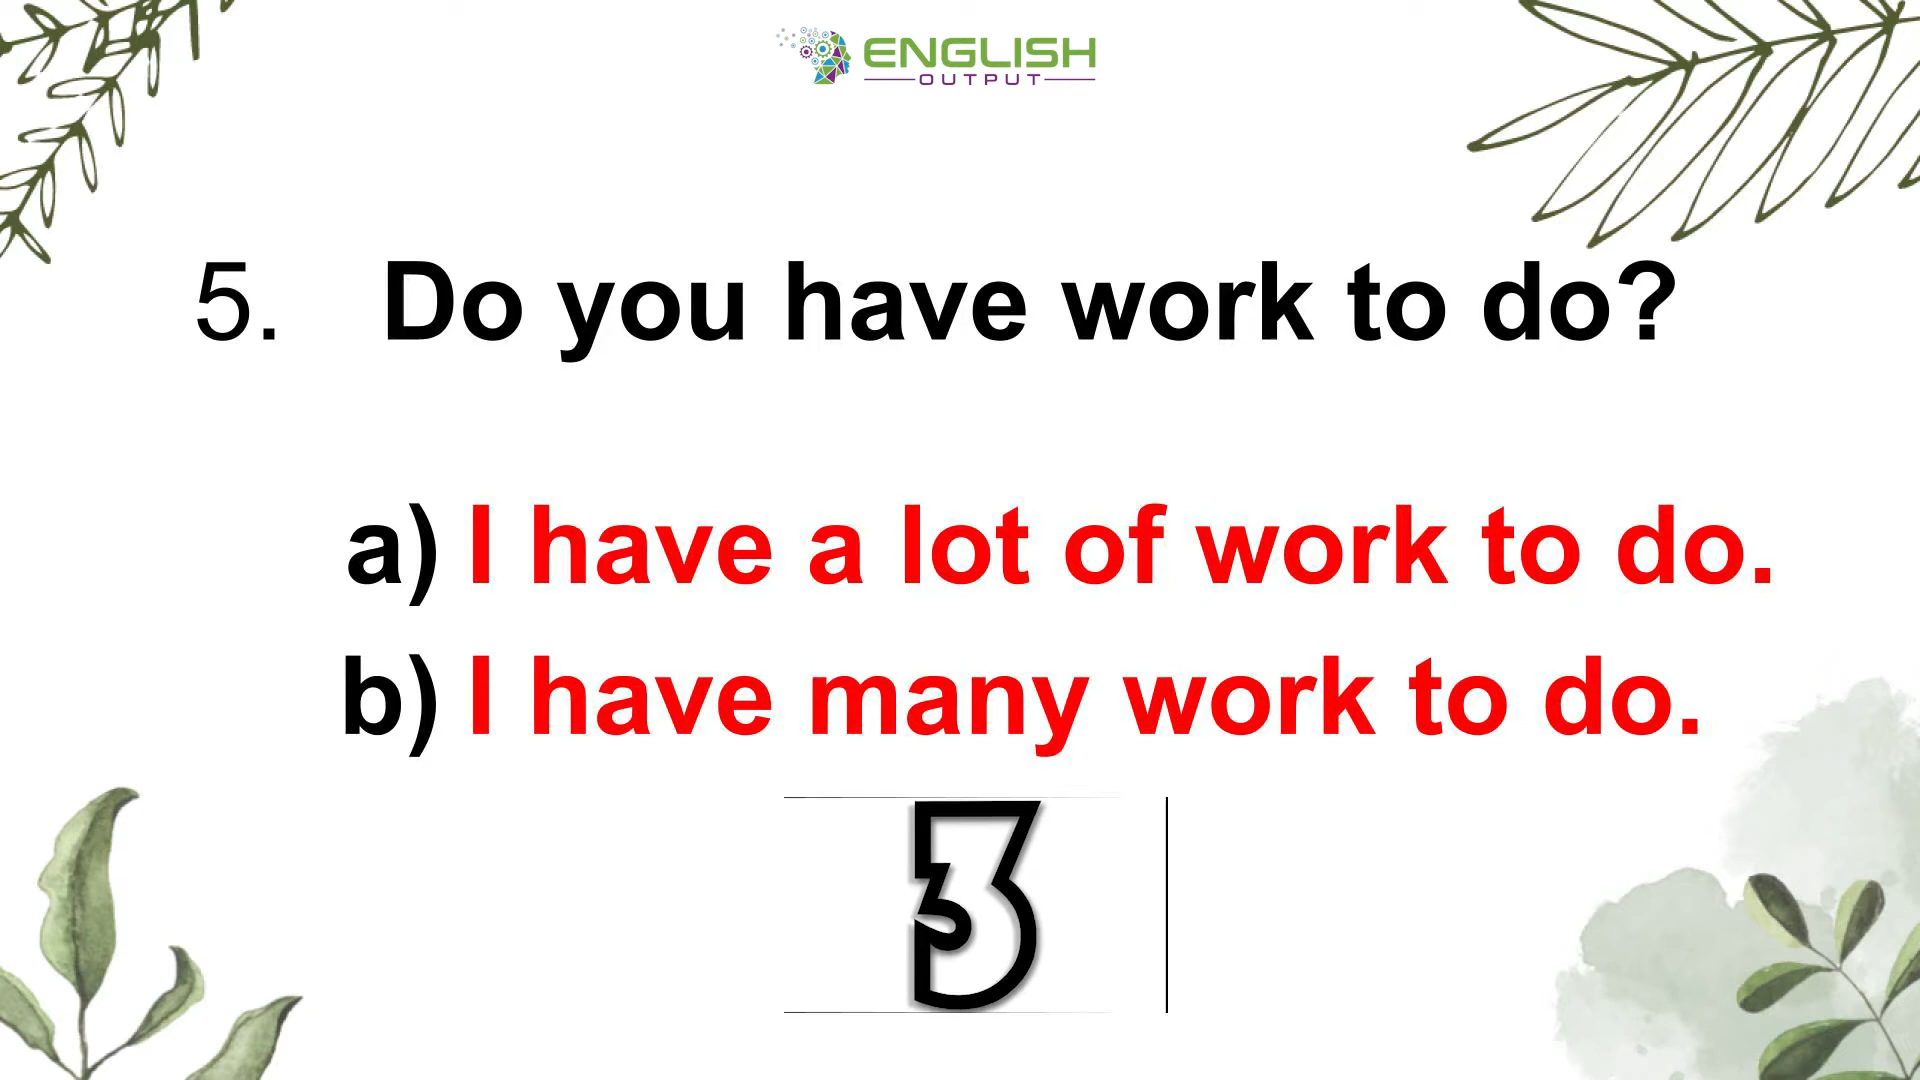 ENGLISH
OUTPUT
5. Do you have work to do?
a) I have a lot of work to do.
b) I have many work to do.
3